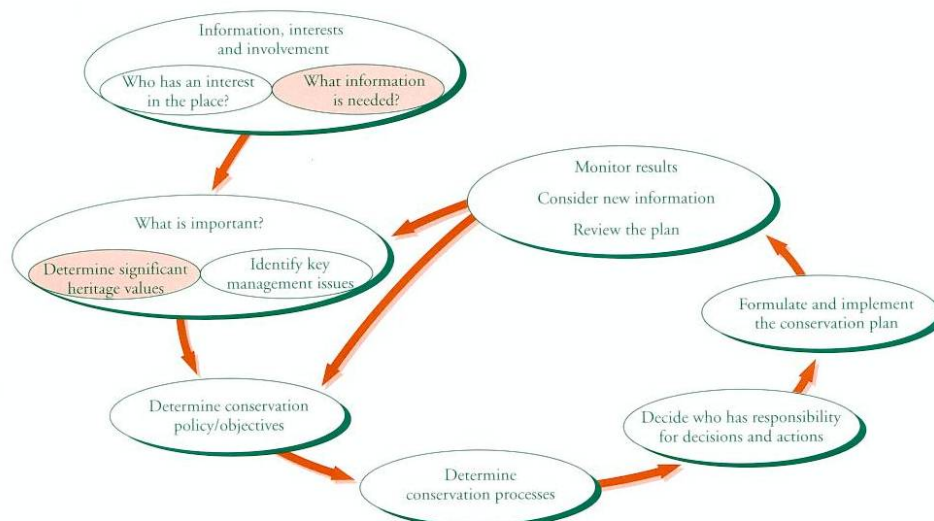 Information, interests
and involvement
Who has an interest
in the place?
What information
is needed?
What is important?
Determine significant
heritage values
Identify key
management issues
Monitor results
Consider new information
Review the plan
Formulate and implement
the conservation plan
Determine conservation
policy/objectives
Decide who has responsibility
for decisions and actions
Determine
conservation processes